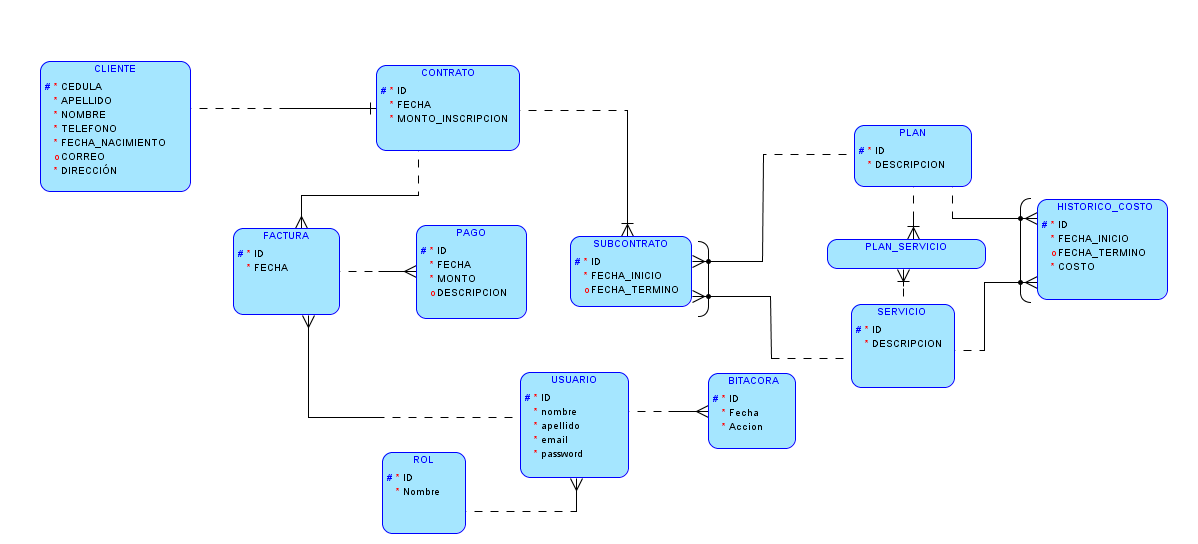 CLIENTE
# * CEDULA
* APELLIDO
* NOMBRE
* TELEFONO
* FECHA_NACIMIENTO
o CORREO
* DIRECCIÓN
CONTRATO
# * ID
* FECHA
* MONTO_INSCRIPCION
PLAN
# * ID
* DESCRIPCION
HISTORICO_COSTO
# * ID
* FECHA_INICIO
o FECHA_TERMINO
* COSTO
FACTURA
# * ID
* FECHA
PAGO
# * ID
* FECHA
* MONTO
o DESCRIPCION
SUBCONTRATO
# * ID
* FECHA_INICIO
o FECHA_TERMINO
PLAN_SERVICIO
SERVICIO
# * ID
* DESCRIPCION
USUARIO
# * ID
* nombre
* apellido
* email
* password
BITACORA
# * ID
* Fecha
* Accion
ROL
# * ID
* Nombre